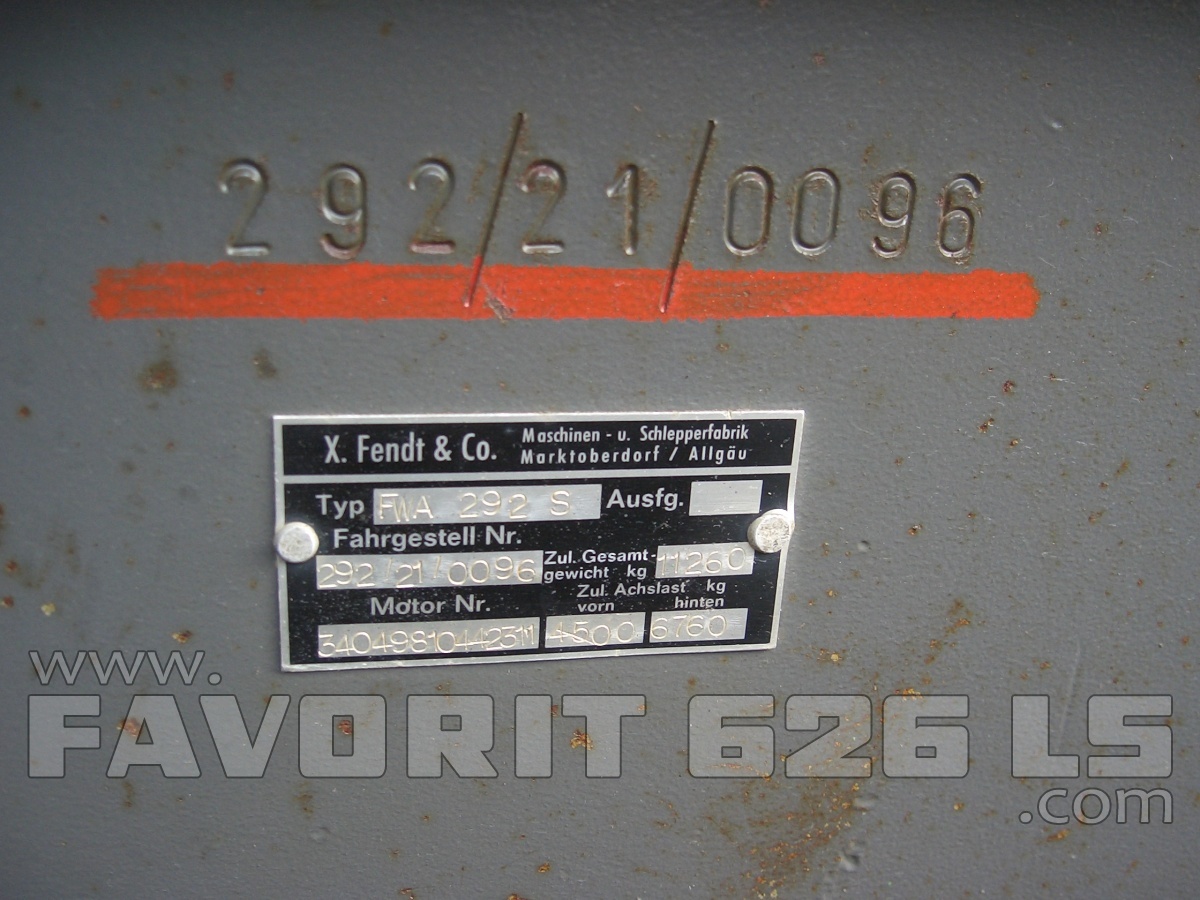 292/21/0096
X. Fendt & Co. Maschinen - u. Schlepperfabrik
Marktoberdorf / Allgäu
Typ FWA 292 S Ausfg.
Fahrgestell Nr.
292/21/0096 Zul. Gesamt-
gewicht kg 11260
Motor Nr. Zul. Achslast kg
vorn hinten
34049810442311 4500 6760
www.
FAVORIT 626 LS
.com